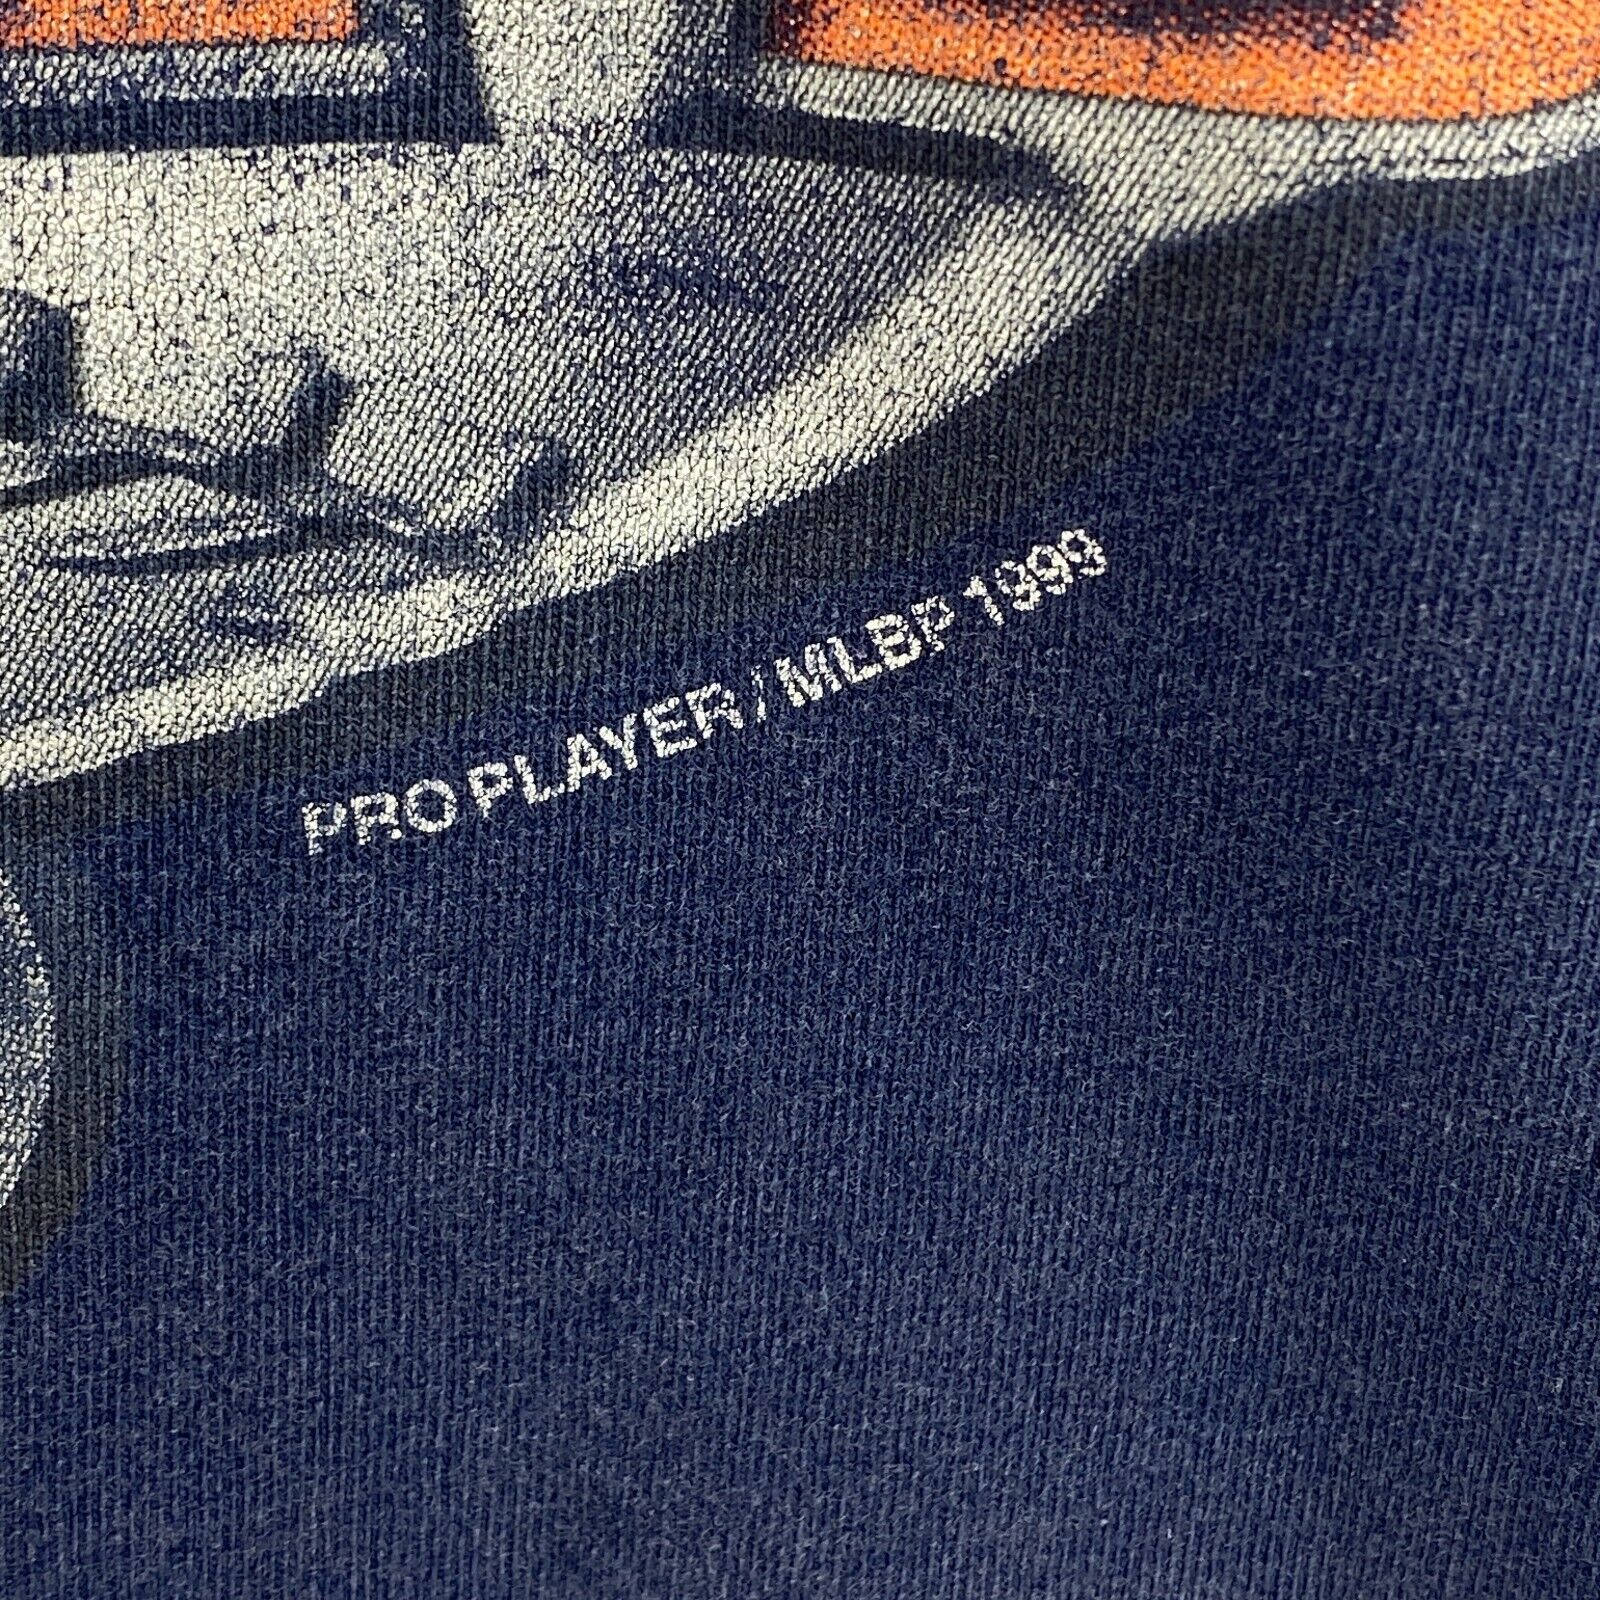 PRO PLAYER / MLBP 1999